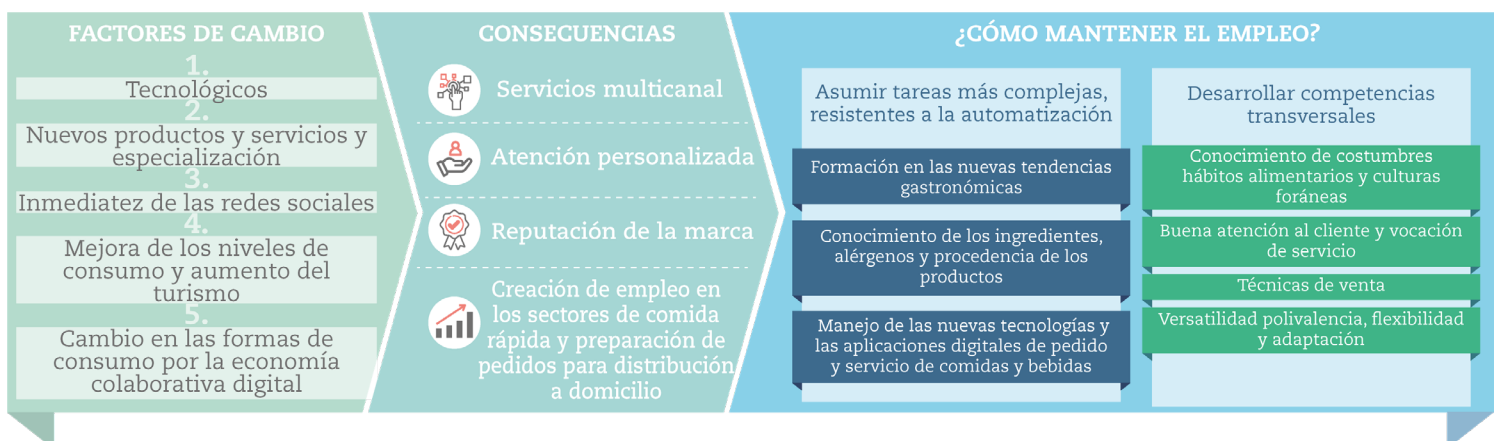 FACTORES DE CAMBIO
1.
Tecnológicos
2.
Nuevos productos y servicios y
especialización
3.
Inmediatez de las redes sociales
4.
Mejora de los niveles de
consumo y aumento del
turismo
5.
Cambio en las formas de
consumo por la economía
colaborativa digital
CONSECUENCIAS
Servicios multicanal
Atención personalizada
Reputación de la marca
Creación de empleo en
los sectores de comida
rápida y preparación de
pedidos para distribución
a domicilio
¿CÓMO MANTENER EL EMPLEO?
Asumir tareas más complejas,
resistentes a la automatización
Formación en las nuevas tendencias
gastronómicas
Conocimiento de los ingredientes,
alérgenos y procedencia de los
productos
Manejo de las nuevas tecnologías y
las aplicaciones digitales de pedido
y servicio de comidas y bebidas
Desarrollar competencias
transversales
Conocimiento de costumbres
hábitos alimentarios y culturas
foráneas
Buena atención al cliente y vocación
de servicio
Técnicas de venta
Versatilidad polivalencia, flexibilidad
y adaptación